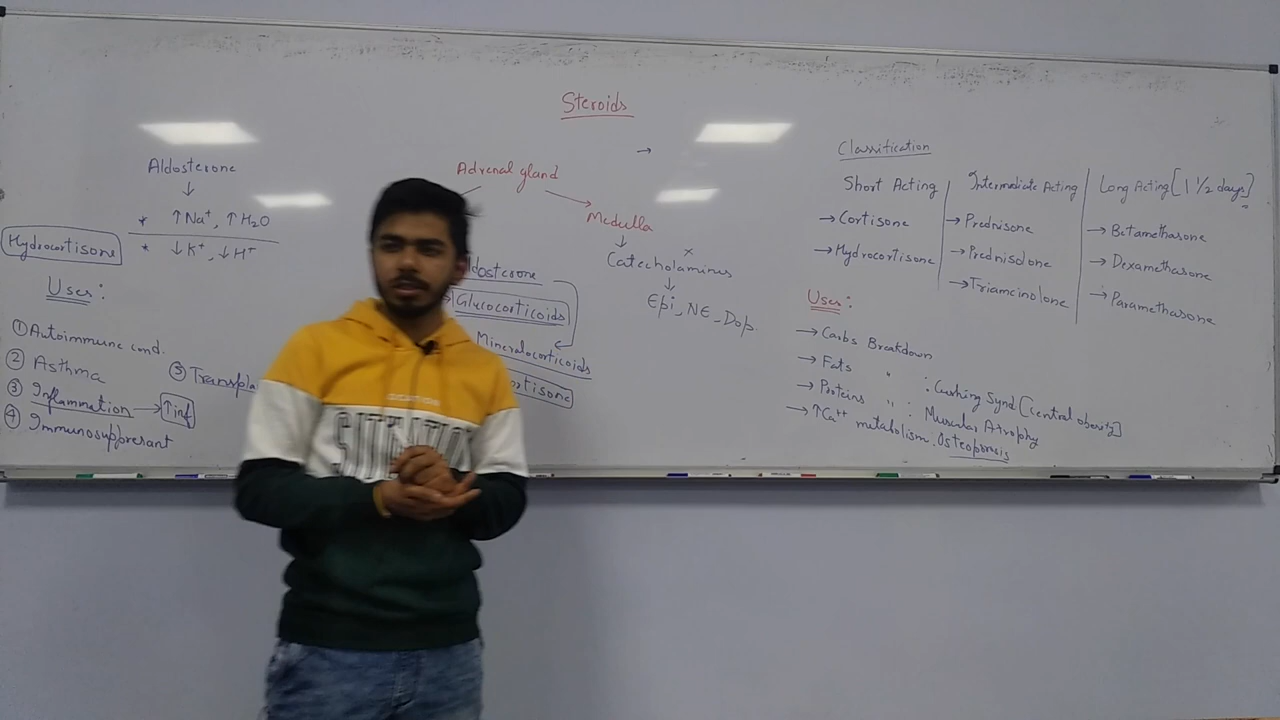 Steroids
Aldosterone
↓
* ↑Na⁺, ↑H₂O
* ↓K⁺, ↓H⁺
Hydrocortisone
Uses:
① Autoimmune cond.
② Asthma
③ Inflammation → ↑inf
④ Immunosuppresant
⑤ Transpla
Adrenal gland
→
Medulla
↓ ×
Catecholamines
↓
Epi, NE-Dop.
dosterone
Glucocorticoids
Mineralocorticoids
rtisone
Classification
Short Acting
→ Cortisone
→ Hydrocortisone
Intermediate Acting
→ Prednisone
→ Prednisolone
→ Triamcinolone
Long Acting [1 1/2 days]
→ Betamethasone
→ Dexamethasone
→ Paramethasone
Uses:
→ Carbs Breakdown
→ Fats " : Cushing Synd [central obesity]
→ Proteins " : Muscular Atrophy
→ ↑Ca⁺⁺ metabolism. Osteoporosis